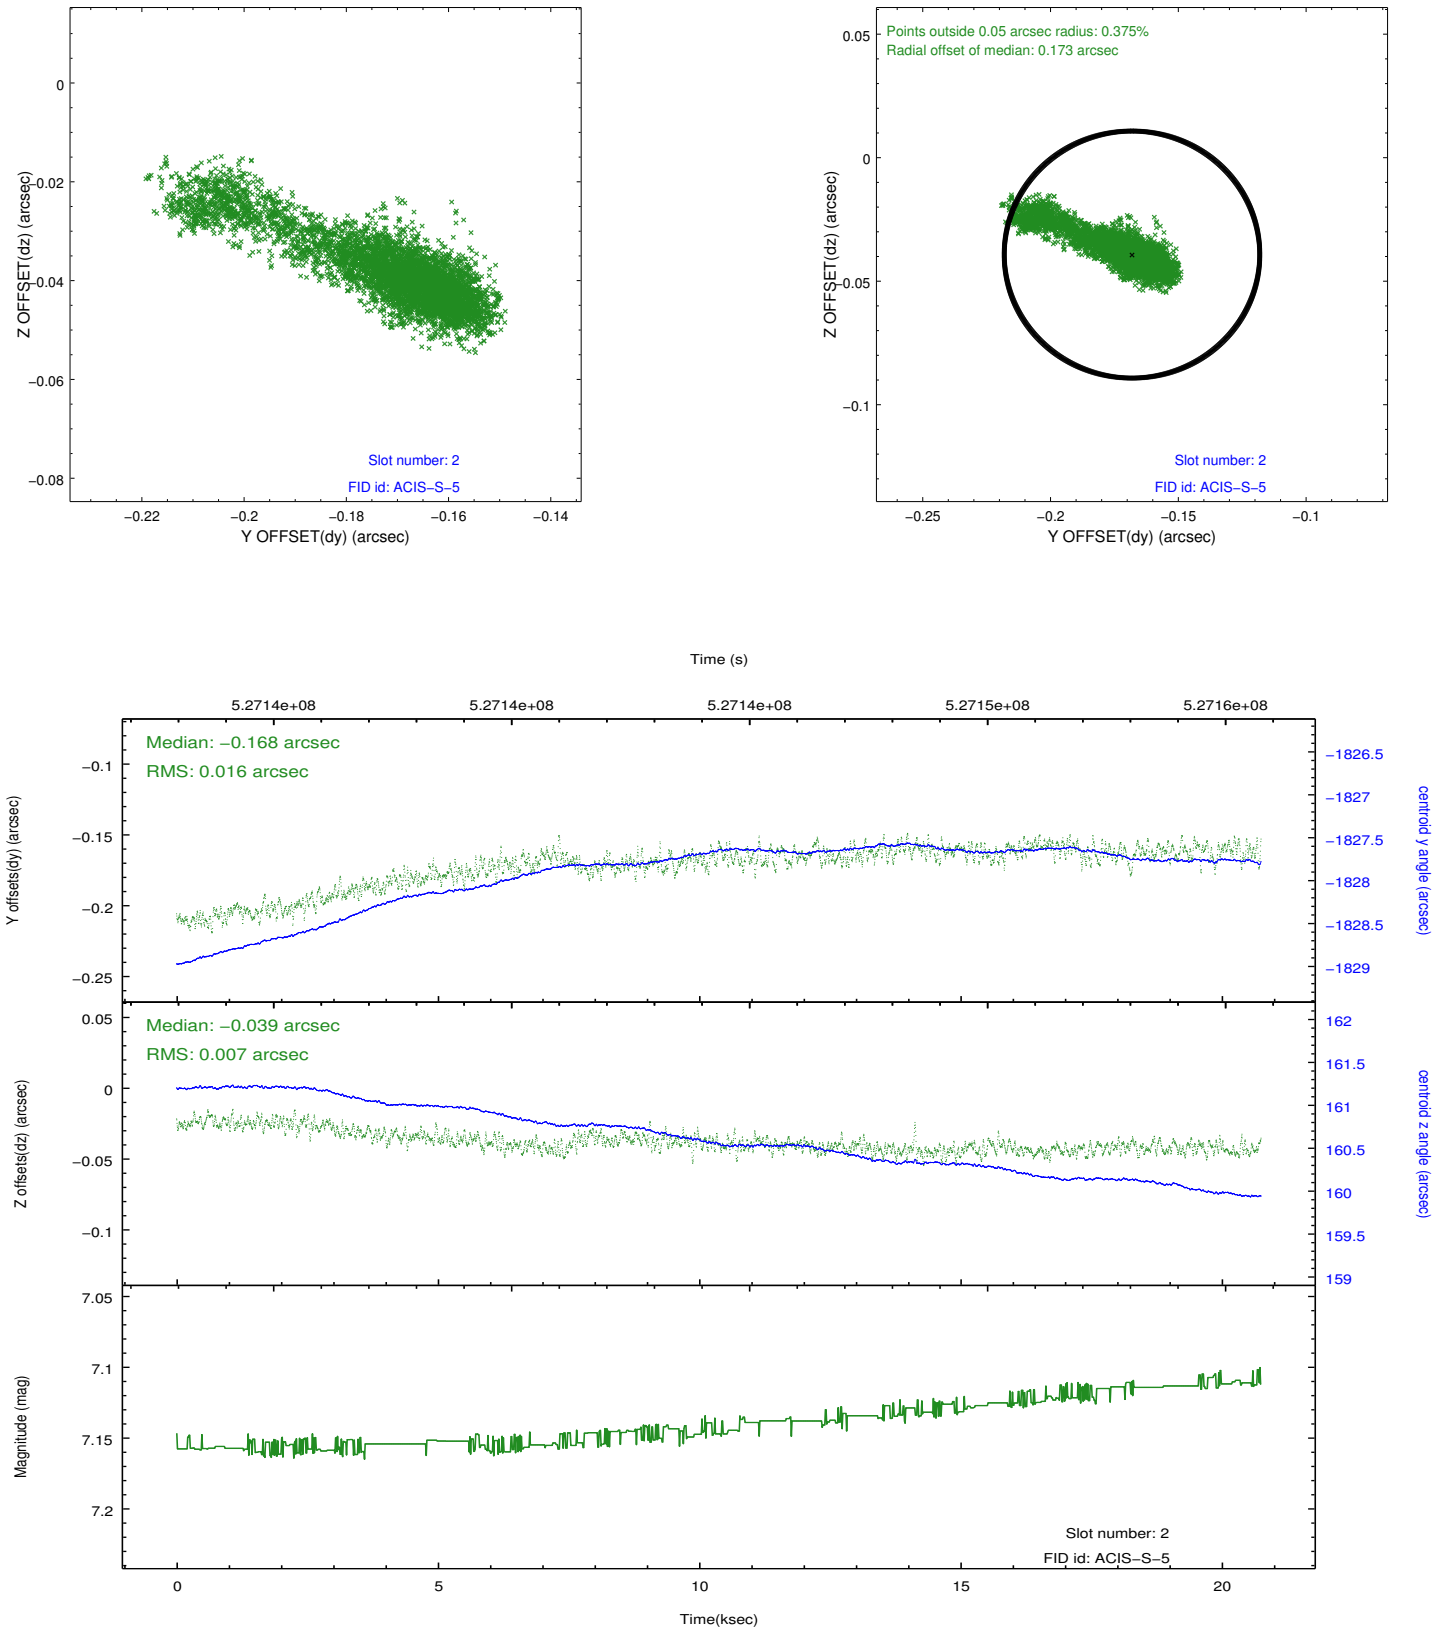 0
−0.02
−0.04
−0.06
−0.08
Z OFFSET(dz) (arcsec)
Slot number: 2
FID id: ACIS−S−5
−0.22
−0.2
−0.18
−0.16
−0.14
Y OFFSET(dy) (arcsec)
Points outside 0.05 arcsec radius: 0.375%
Radial offset of median: 0.173 arcsec
0.05
0
−0.05
−0.1
Z OFFSET(dz) (arcsec)
Slot number: 2
FID id: ACIS−S−5
−0.25
−0.2
−0.15
−0.1
Y OFFSET(dy) (arcsec)
Time (s)
5.2714e+08
5.2714e+08
5.2714e+08
5.2715e+08
5.2716e+08
Median: −0.168 arcsec
RMS: 0.016 arcsec
−0.1
−0.15
−0.2
−0.25
Y offsets(dy) (arcsec)
−1826.5
−1827
−1827.5
−1828
−1828.5
−1829
centroid y angle (arcsec)
Median: −0.039 arcsec
RMS: 0.007 arcsec
0.05
0
−0.05
−0.1
Z offsets(dz) (arcsec)
162
161.5
161
160.5
160
159.5
159
centroid z angle (arcsec)
7.05
7.1
7.15
7.2
Magnitude (mag)
Slot number: 2
FID id: ACIS−S−5
0
5
10
15
20
Time(ksec)